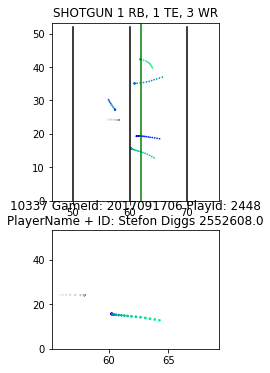 SHOTGUN 1 RB, 1 TE, 3 WR
50
40
30
20
10
0
50 60 70
10337 GameId: 2017091706 PlayId: 2448
PlayerName + ID: Stefon Diggs 2552608.0
40
20
0
60 65